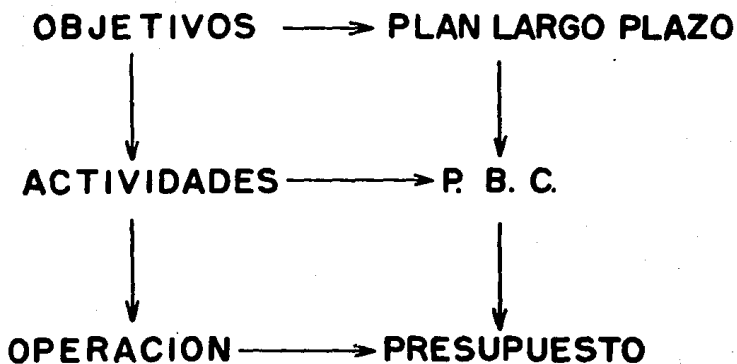 OBJETIVOS PLAN LARGO PLAZO
ACTIVIDADES P. B. C.
OPERACION PRESUPUESTO